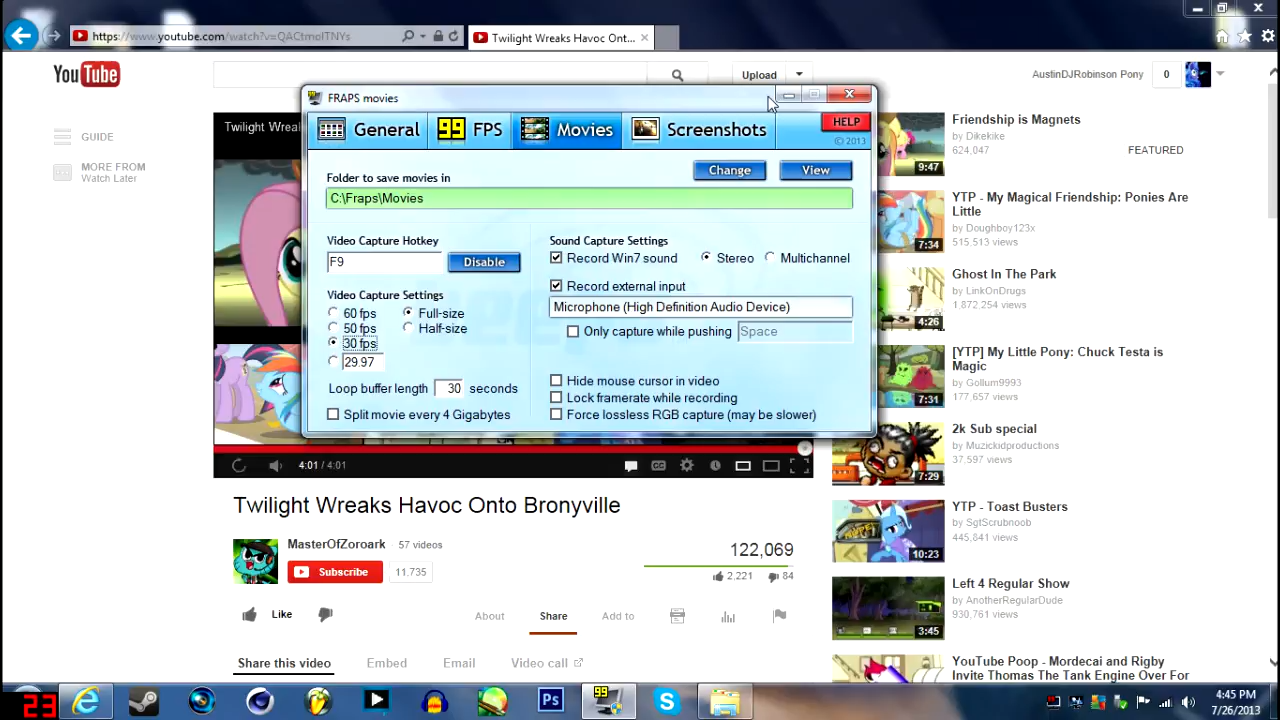 https://www.youtube.com/watch?v=QACtmoITNYs
Twilight Wreaks Havoc Ont...
YouTube
Upload
AustinDJRobinson Pony
0
GUIDE
MORE FROM
Watch Later
Twilight Wrea
FRAPS movies
General
99 FPS
Movies
Screenshots
HELP
© 2013
Folder to save movies in
Change
View
C:\Fraps\Movies
Video Capture Hotkey
F9
Disable
Video Capture Settings
60 fps
Full-size
50 fps
Half-size
30 fps
29.97
Loop buffer length 30 seconds
Split movie every 4 Gigabytes
Sound Capture Settings
Record Win7 sound
Stereo
Multichannel
Record external input
Microphone (High Definition Audio Device)
Only capture while pushing
Space
Hide mouse cursor in video
Lock framerate while recording
Force lossless RGB capture (may be slower)
4:01 / 4:01
Twilight Wreaks Havoc Onto Bronyville
MasterOfZoroark
57 videos
Subscribe
11,735
122,069
2,221
84
Like
About
Share
Add to
Share this video
Embed
Email
Video call
Friendship is Magnets
by Dikekike
624,047
FEATURED
9:47
YTP - My Magical Friendship: Ponies Are
Little
by Doughboy123x
515,513 views
7:34
Ghost In The Park
by LinkOnDrugs
1,872,254 views
4:26
[YTP] My Little Pony: Chuck Testa is
Magic
by Gollum9993
177,657 views
7:31
2k Sub special
by Muzickidproductions
37,597 views
7:29
YTP - Toast Busters
by SgtScrubnoob
445,841 views
10:23
Left 4 Regular Show
by AnotherRegularDude
930,761 views
3:45
YouTube Poop - Mordecai and Rigby
Invite Thomas The Tank Engine Over For
23
Ps
99
4:45 PM
7/26/2013